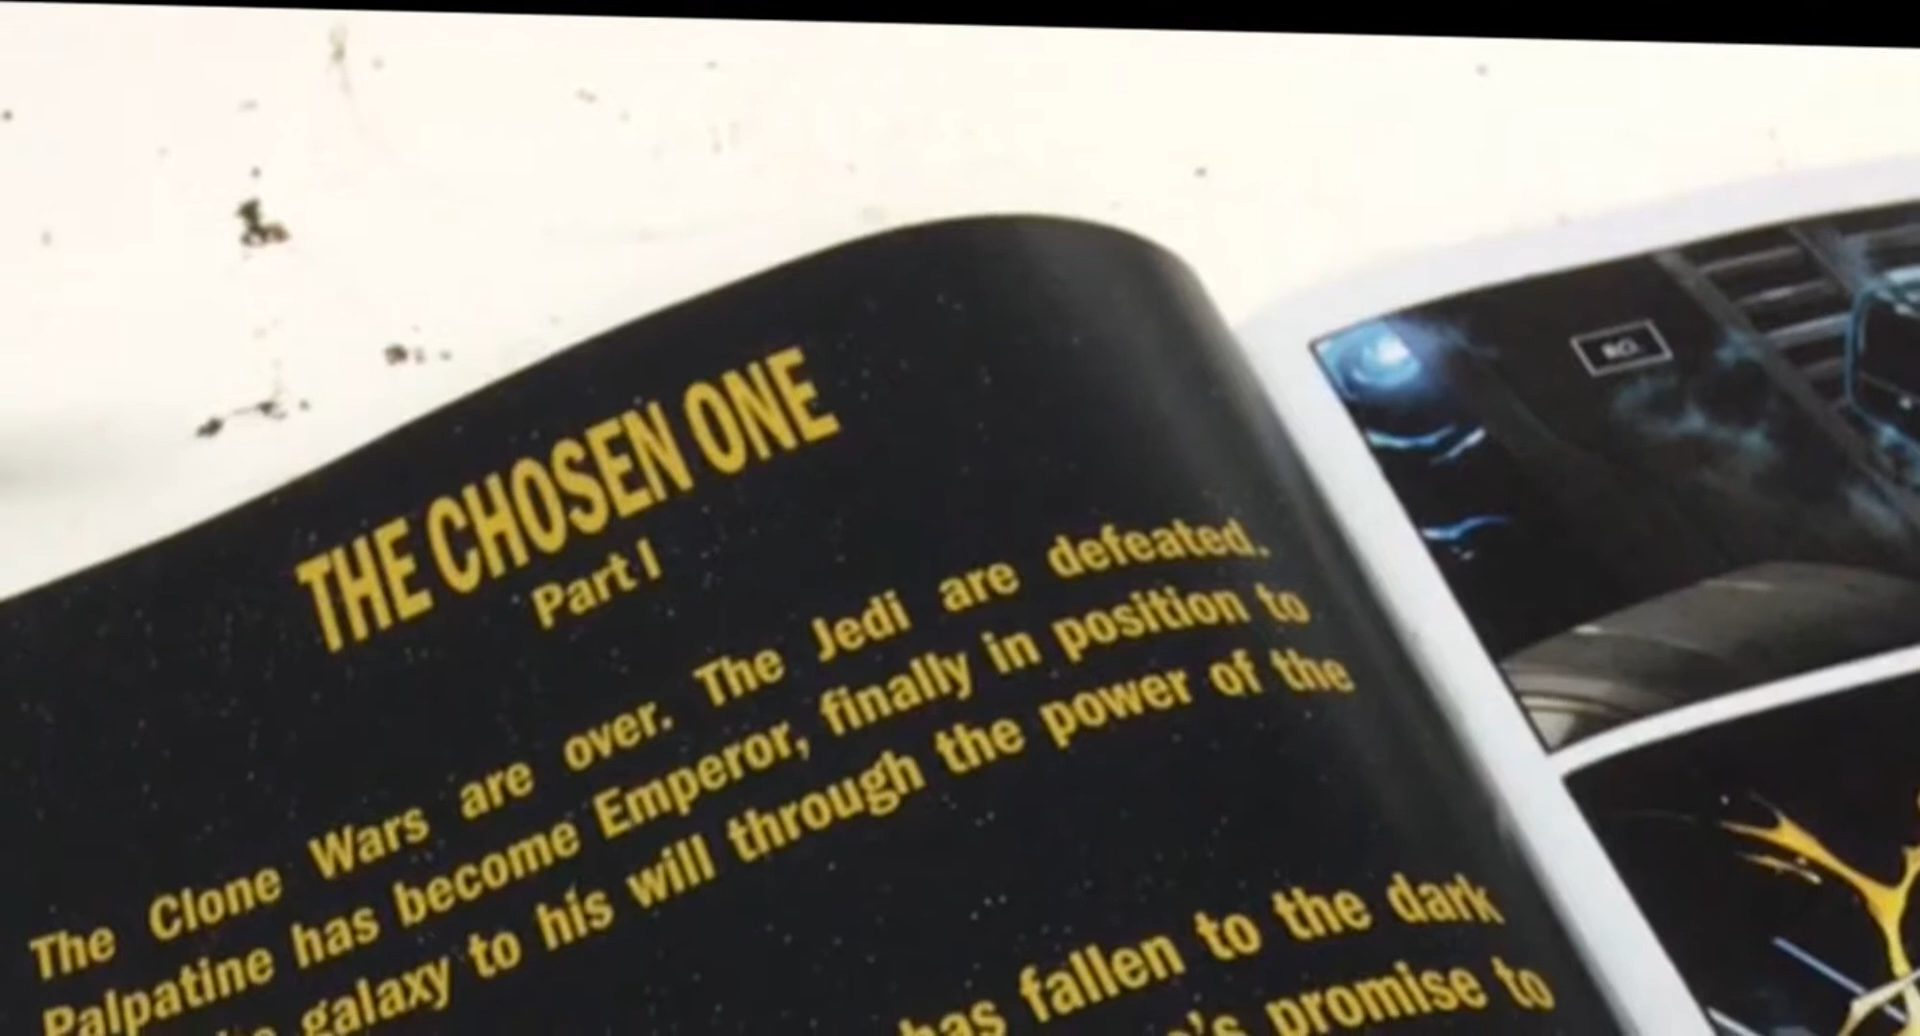 THE CHOSEN ONE
Part I
The Clone Wars are over. The Jedi are defeated.
Palpatine has become Emperor, finally in position to
galaxy to his will through the power of the
has fallen to the dark
promise to